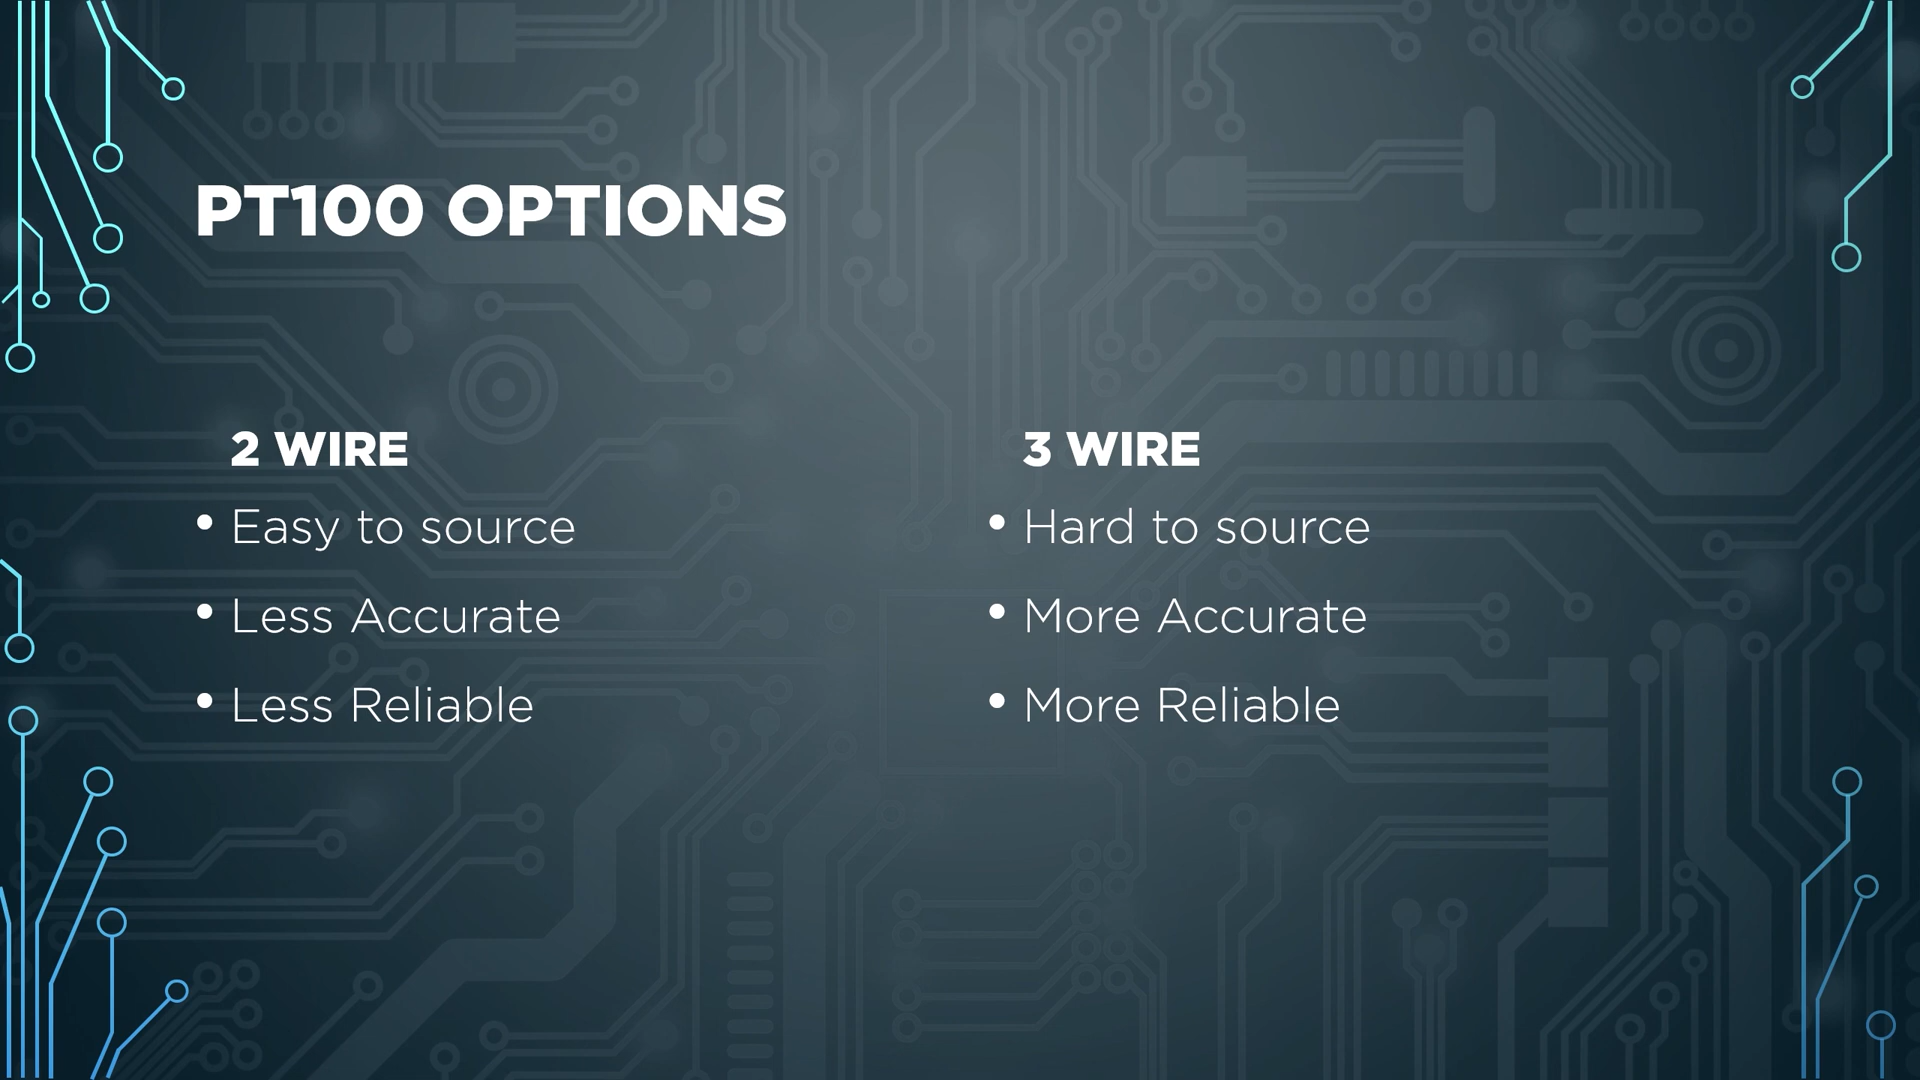 PT100 OPTIONS
2 WIRE
• Easy to source
• Less Accurate
• Less Reliable
3 WIRE
• Hard to source
• More Accurate
• More Reliable